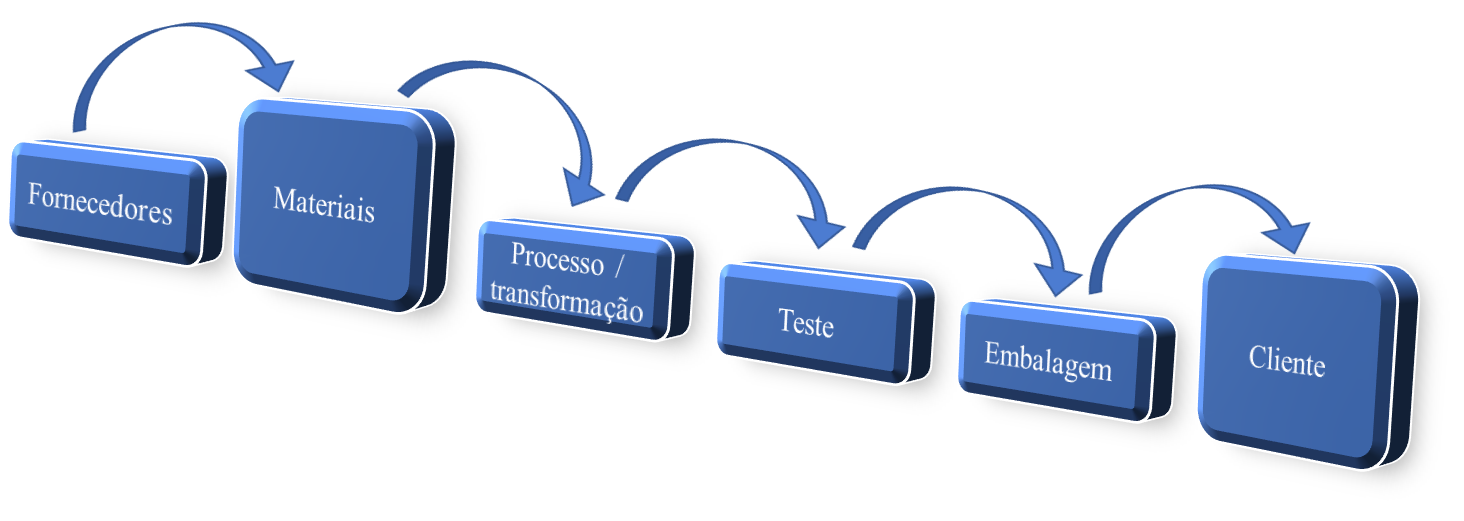 Fornecedores
Materiais
Processo /
transformação
Teste
Embalagem
Cliente